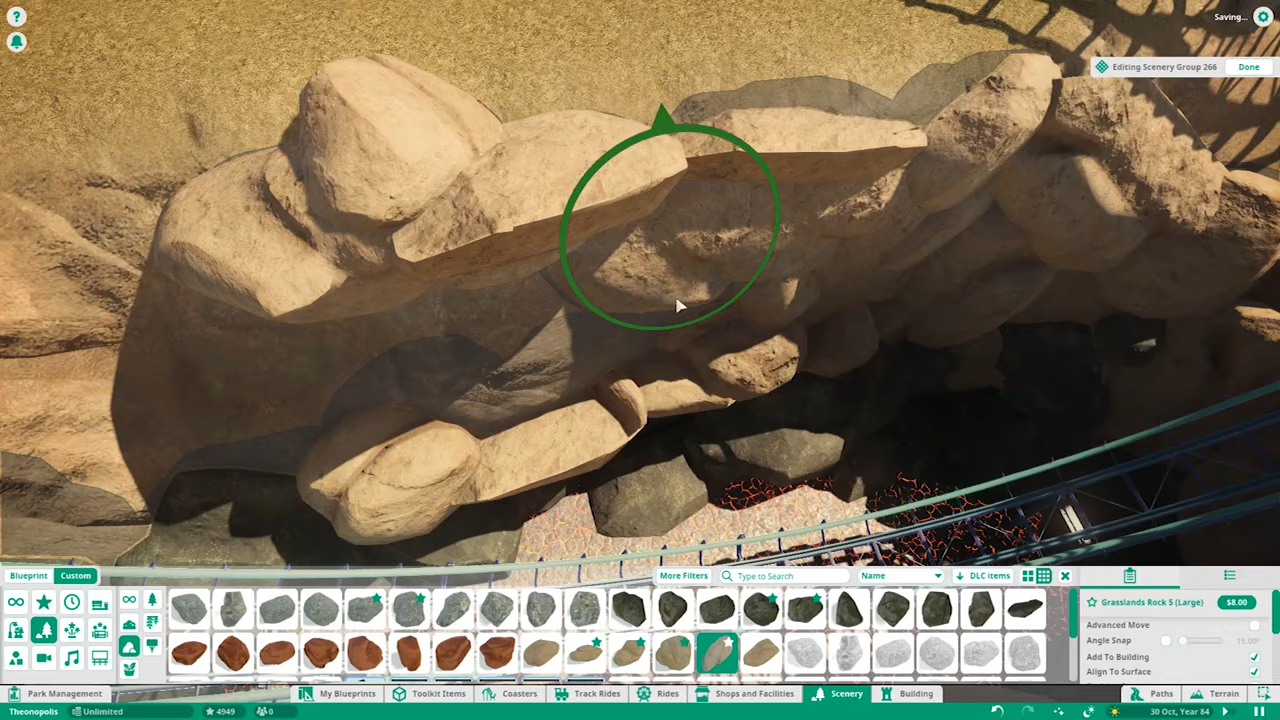 ?
Saving...
Editing Scenery Group 266
Done
Blueprint
Custom
More Filters
Type to Search
Name
DLC items
Grasslands Rock 5 (Large)
$8.00
Advanced Move
Angle Snap
15.00°
Add To Building
Align To Surface
Park Management
My Blueprints
Toolkit Items
Coasters
Track Rides
Rides
Shops and Facilities
Scenery
Building
Paths
Terrain
Theonopolis
Unlimited
4949
0
30 Oct, Year 84